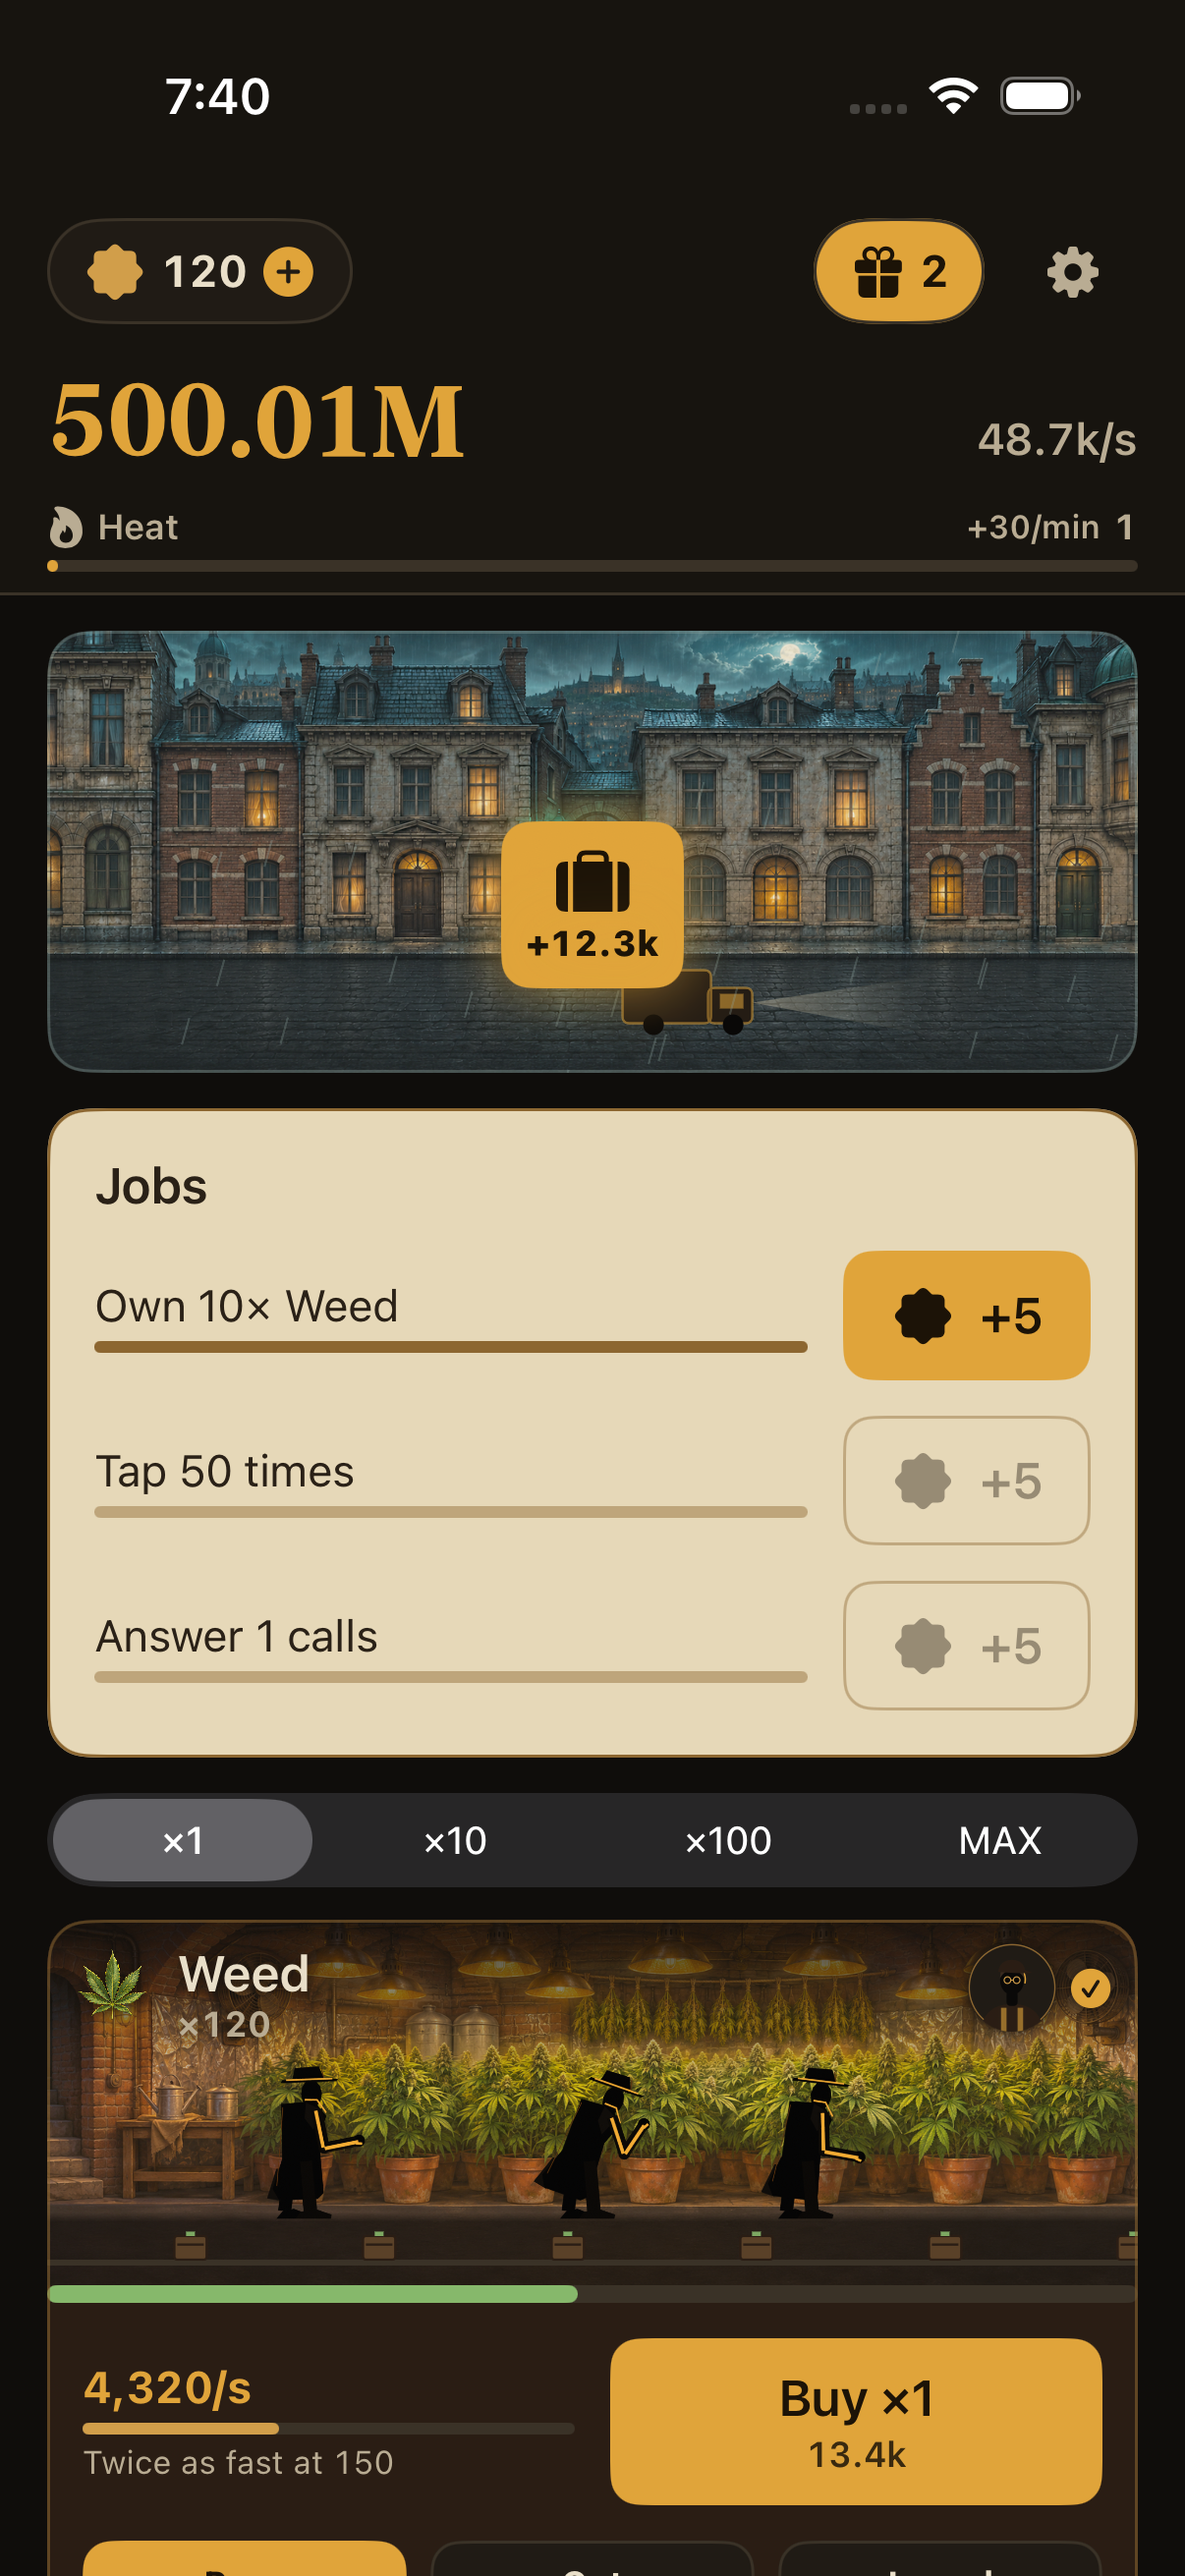 7:40
120
2
500.01M
48.7k/s
Heat
+30/min 1
+12.3k
Jobs
Own 10× Weed
+5
Tap 50 times
+5
Answer 1 calls
+5
×1
×10
×100
MAX
Weed
×120
4,320/s
Twice as fast at 150
Buy ×1
13.4k